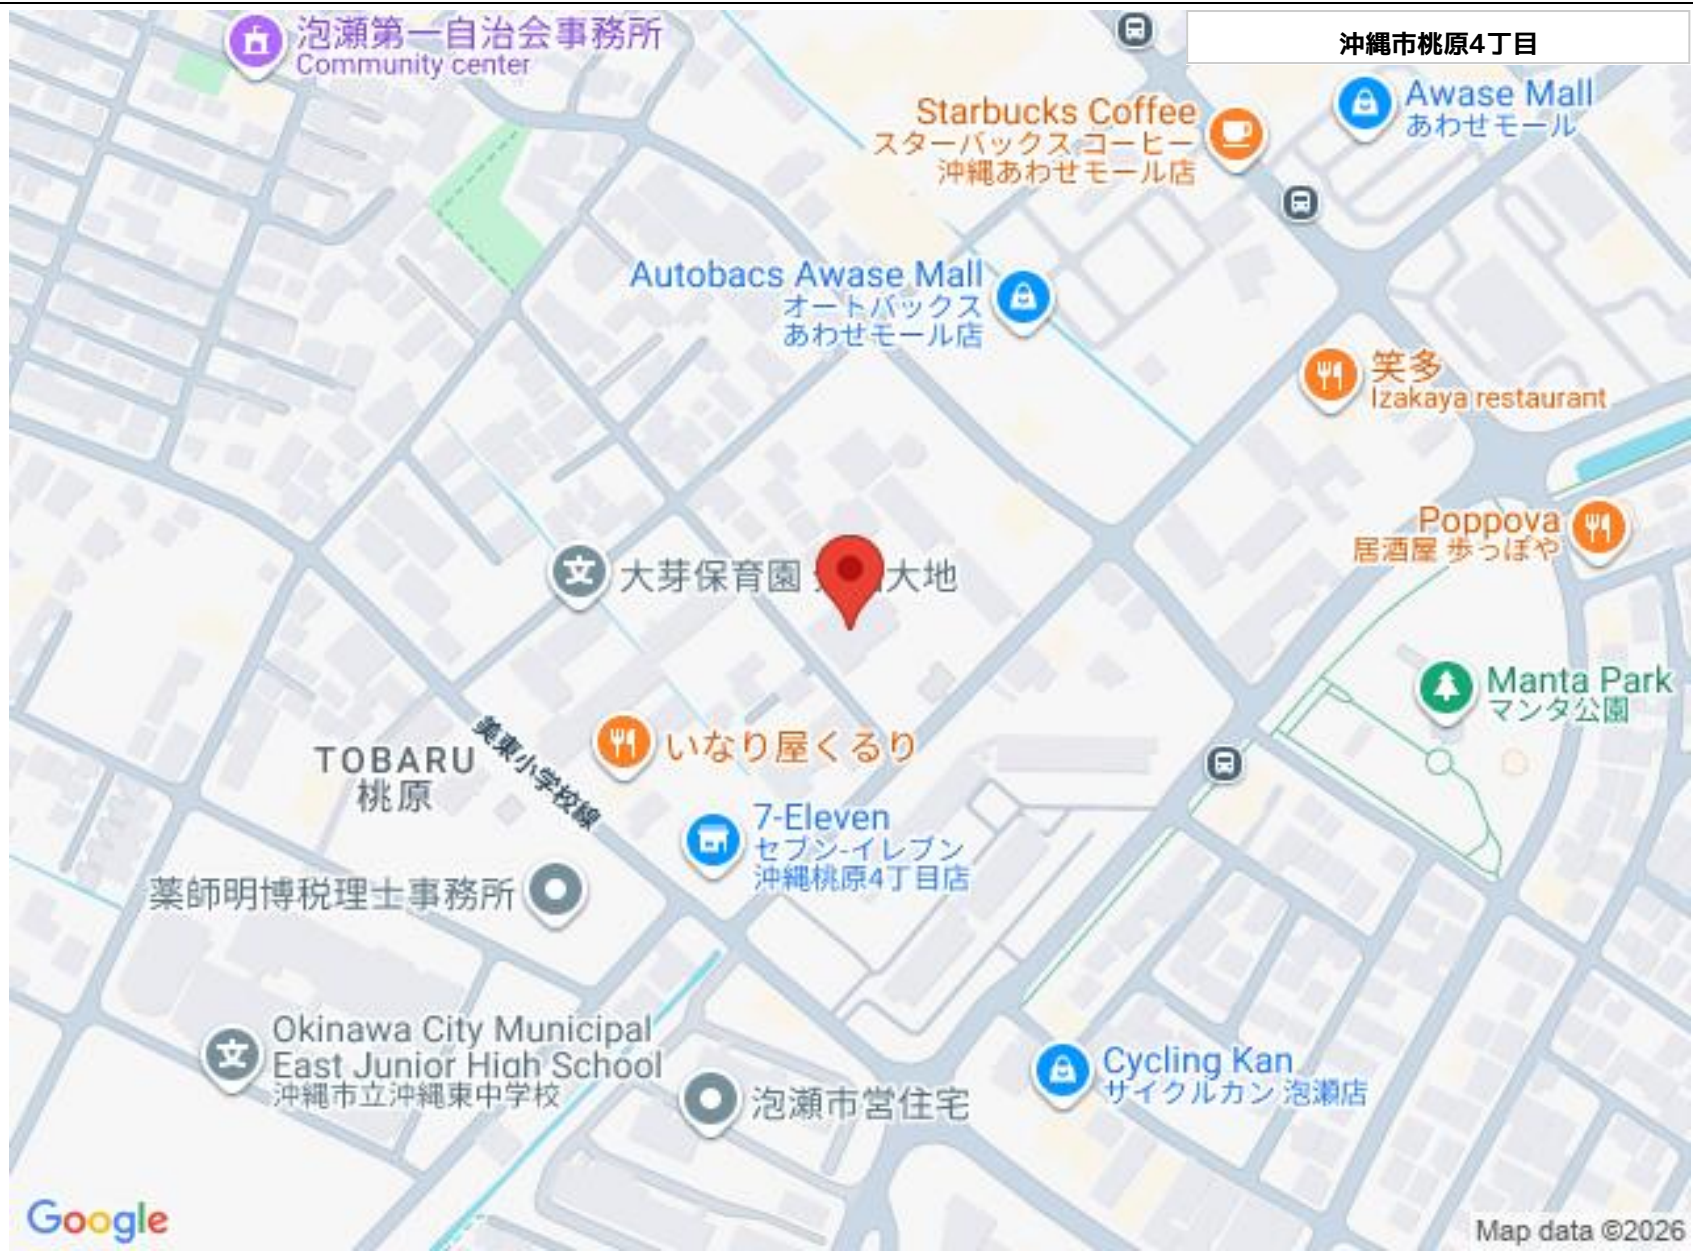 沖縄市桃原4丁目
泡瀬第一自治会事務所
Community center
Awase Mall
あわせモール
Starbucks Coffee
スターバックス コーヒー
沖縄あわせモール店
Autobacs Awase Mall
オートバックス
あわせモール店
笑多
Izakaya restaurant
Poppoya
居酒屋 歩っぽや
大芽保育園
大地
Manta Park
マンタ公園
美東小学校線
TOBARU
桃原
いなり屋くるり
7-Eleven
セブン-イレブン
沖縄桃原4丁目店
薬師明博税理士事務所
Okinawa City Municipal
East Junior High School
沖縄市立沖縄東中学校
泡瀬市営住宅
Cycling Kan
サイクルカン 泡瀬店
Google
Map data ©2026